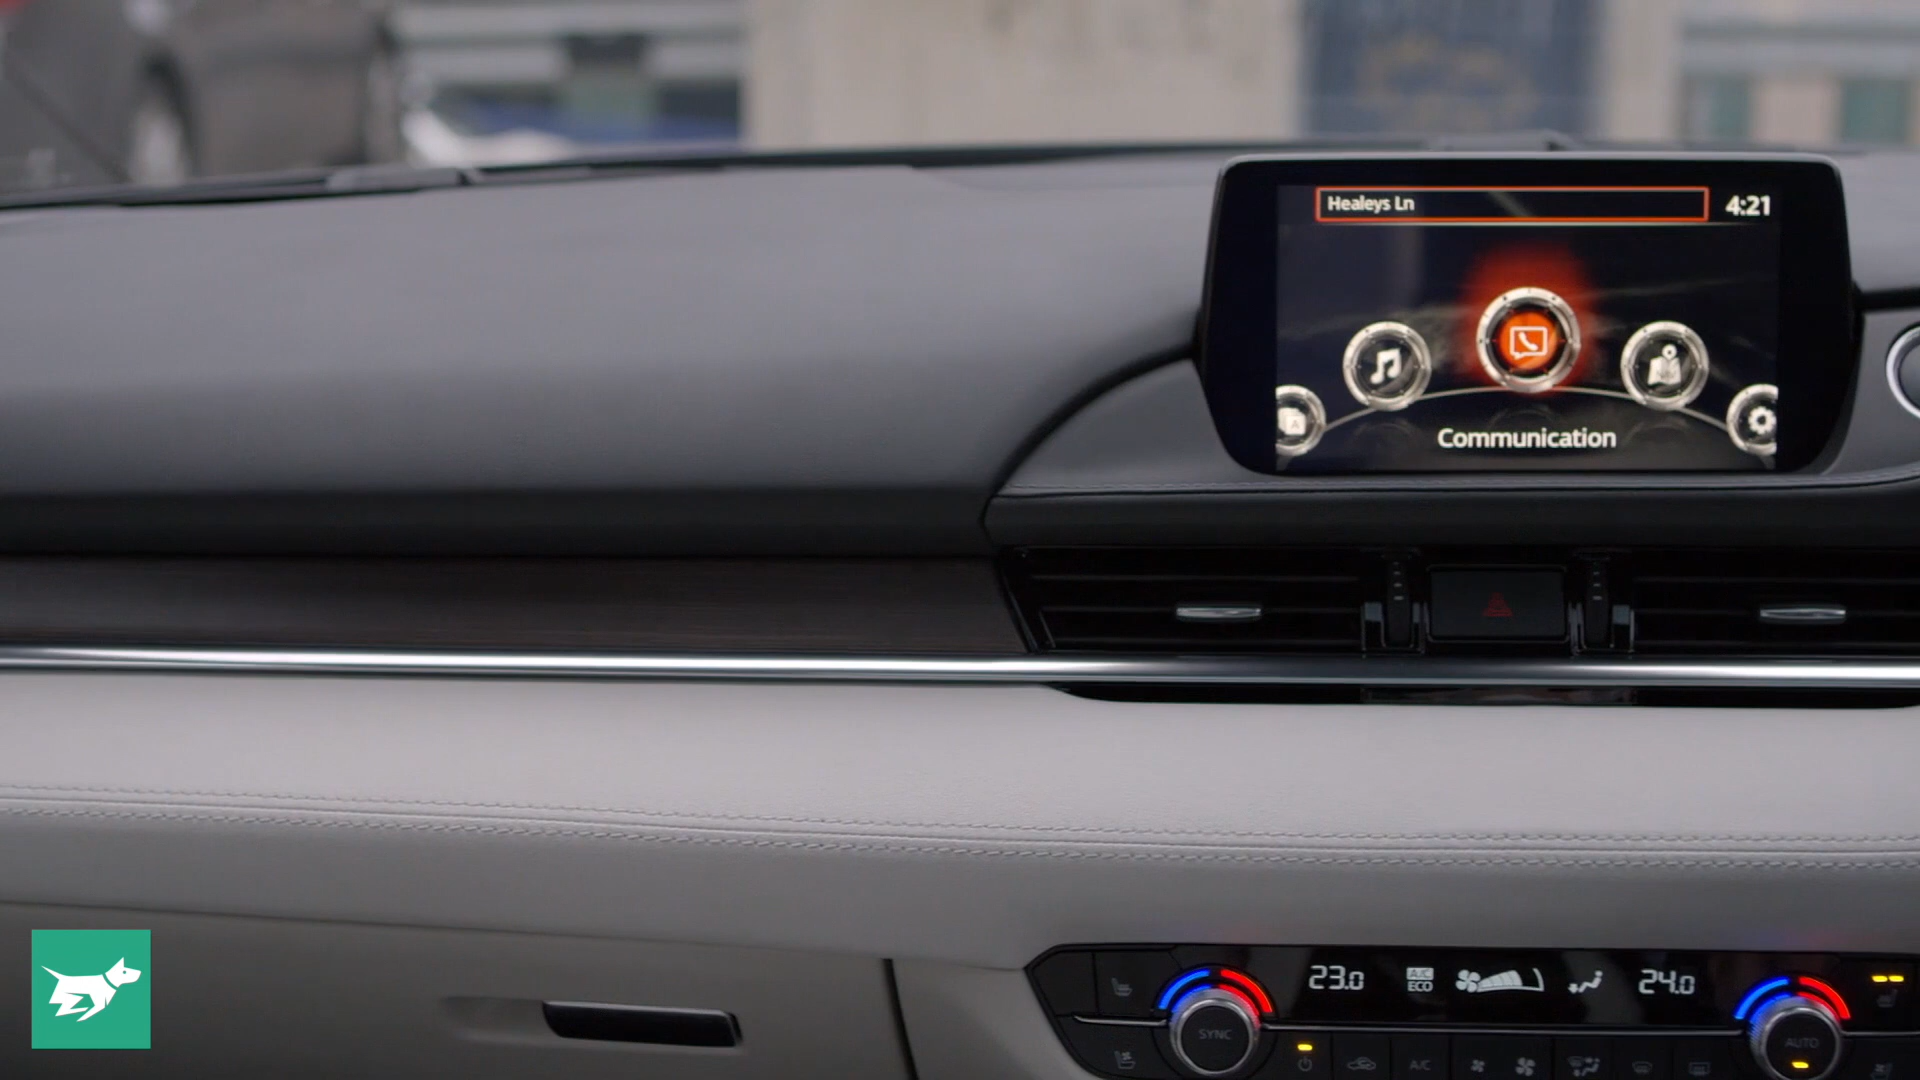 Healeys Ln
4:21
A
Communication
23.0
A/C
ECO
24.0
SYNC
AUTO
A/C